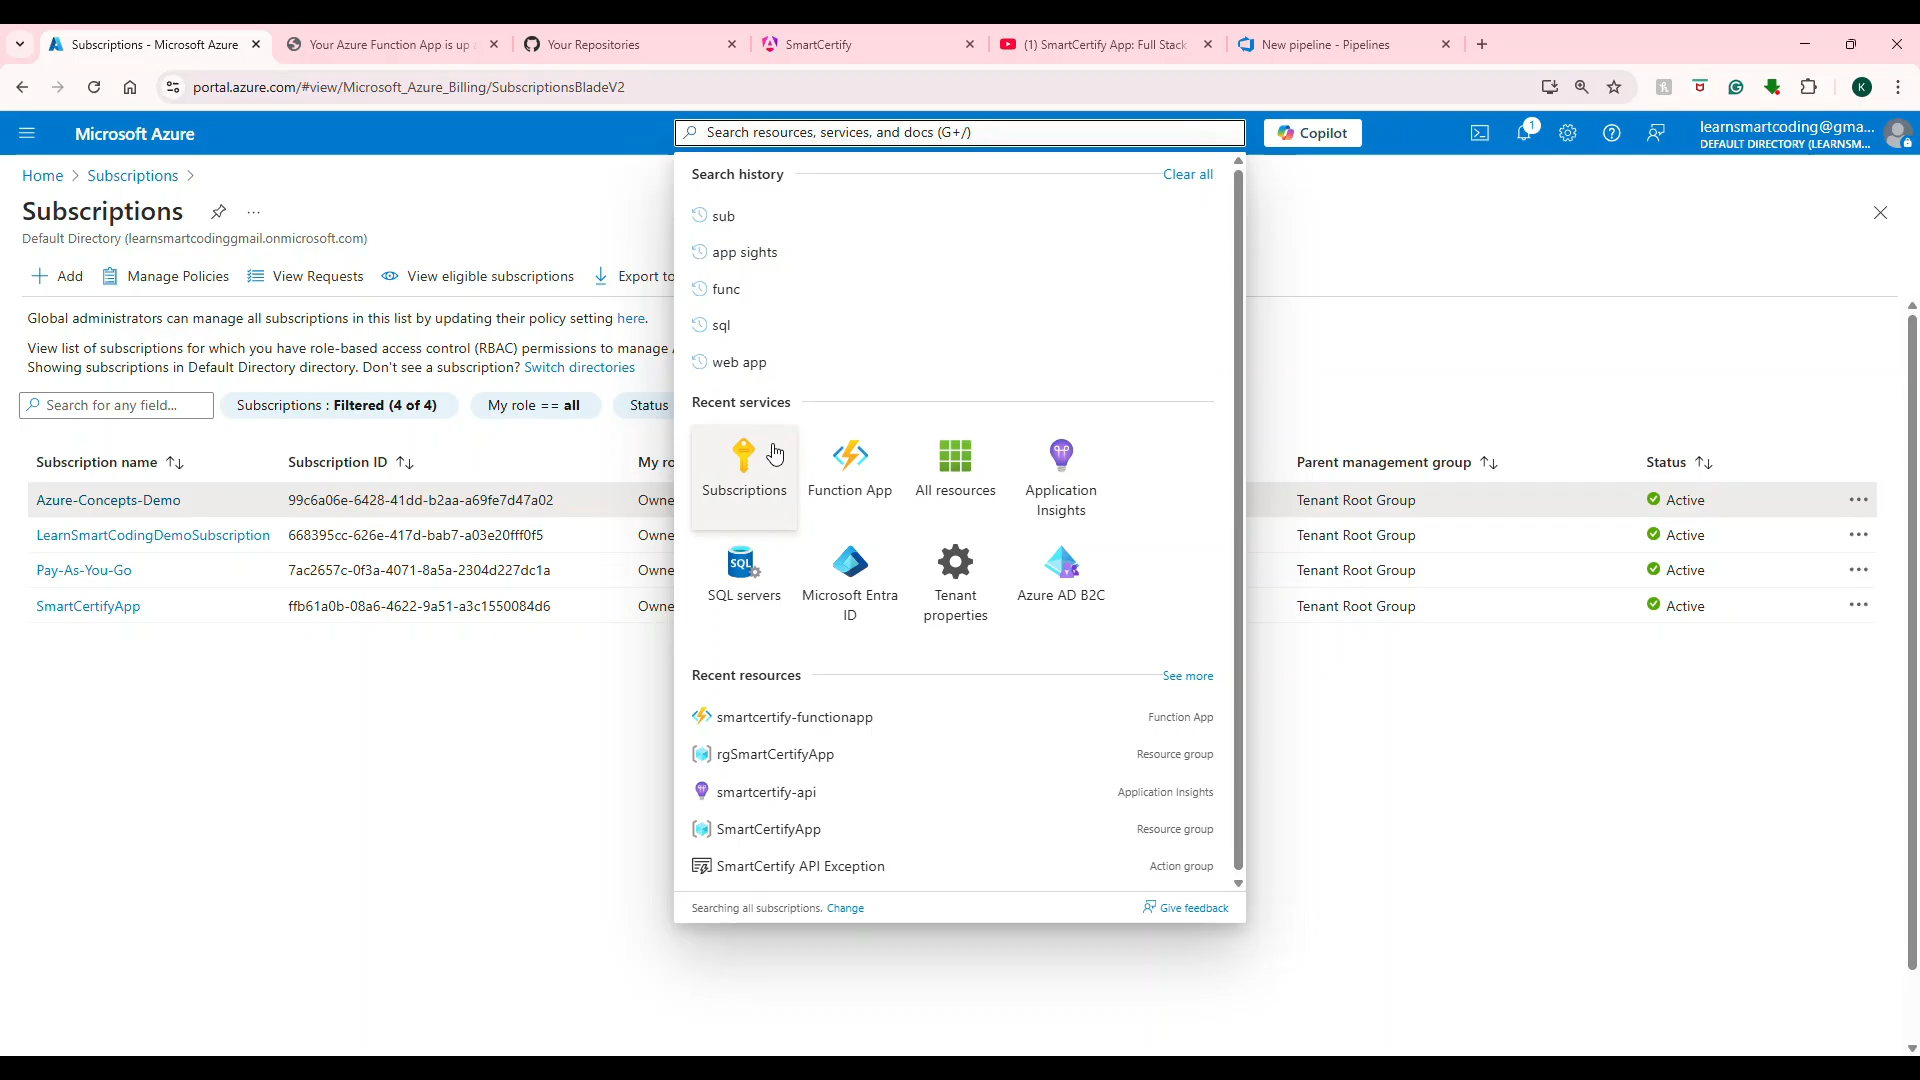 Subscriptions - Microsoft Azure
Your Azure Function App is up
Your Repositories
SmartCertify
(1) SmartCertify App: Full Stack
New pipeline - Pipelines
portal.azure.com/#view/Microsoft_Azure_Billing/SubscriptionsBladeV2
K
Microsoft Azure
Search resources, services, and docs (G+/)
Copilot
1
learnsmartcoding@gma...
DEFAULT DIRECTORY (LEARNSM...
Home > Subscriptions >
Subscriptions
Default Directory (learnsmartcodinggmail.onmicrosoft.com)
Add
Manage Policies
View Requests
View eligible subscriptions
Export to
Global administrators can manage all subscriptions in this list by updating their policy setting here.
View list of subscriptions for which you have role-based access control (RBAC) permissions to manage
Showing subscriptions in Default Directory directory. Don't see a subscription? Switch directories
Search for any field...
Subscriptions : Filtered (4 of 4)
My role == all
Status
Subscription name
Subscription ID
My ro
Parent management group
Status
Azure-Concepts-Demo
99c6a06e-6428-41dd-b2aa-a69fe7d47a02
Owne
Tenant Root Group
Active
LearnSmartCodingDemoSubscription
668395cc-626e-417d-bab7-a03e20fff0f5
Owne
Tenant Root Group
Active
Pay-As-You-Go
7ac2657c-0f3a-4071-8a5a-2304d227dc1a
Owne
Tenant Root Group
Active
SmartCertifyApp
ffb61a0b-08a6-4622-9a51-a3c1550084d6
Owne
Tenant Root Group
Active
Search history
Clear all
sub
app sights
func
sql
web app
Recent services
Subscriptions
Function App
All resources
Application
Insights
SQL
SQL servers
Microsoft Entra
ID
Tenant
properties
Azure AD B2C
Recent resources
See more
smartcertify-functionapp
Function App
rgSmartCertifyApp
Resource group
smartcertify-api
Application Insights
SmartCertifyApp
Resource group
SmartCertify API Exception
Action group
Searching all subscriptions. Change
Give feedback